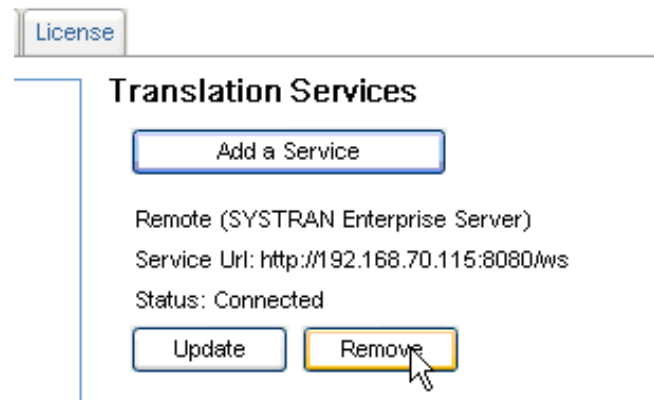 License
Translation Services
Add a Service
Remote (SYSTRAN Enterprise Server)
Service Url: http://192.168.70.115:8080/ws
Status: Connected
Update Remove